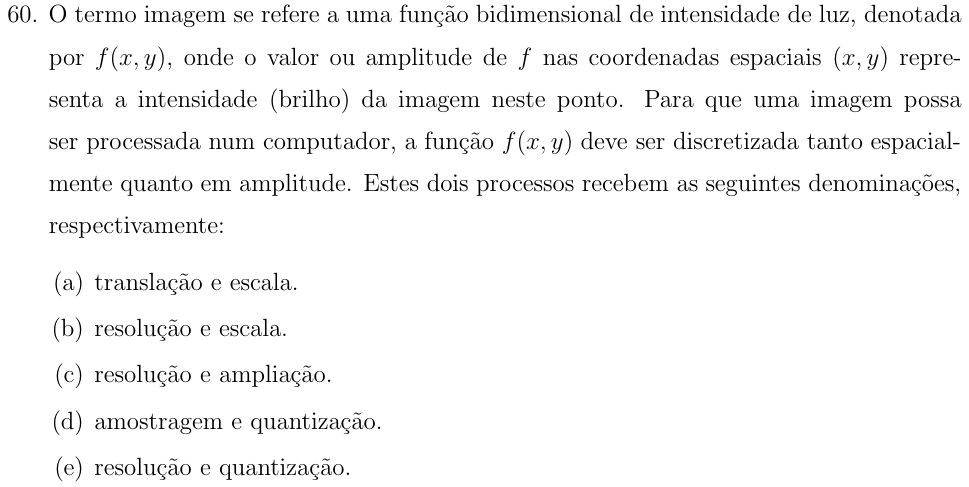 60. O termo imagem se refere a uma função bidimensional de intensidade de luz, denotada
por f(x, y), onde o valor ou amplitude de f nas coordenadas espaciais (x, y) repre-
senta a intensidade (brilho) da imagem neste ponto. Para que uma imagem possa
ser processada num computador, a função f(x, y) deve ser discretizada tanto espacial-
mente quanto em amplitude. Estes dois processos recebem as seguintes denominações,
respectivamente:
(a) translação e escala.
(b) resolução e escala.
(c) resolução e ampliação.
(d) amostragem e quantização.
(e) resolução e quantização.